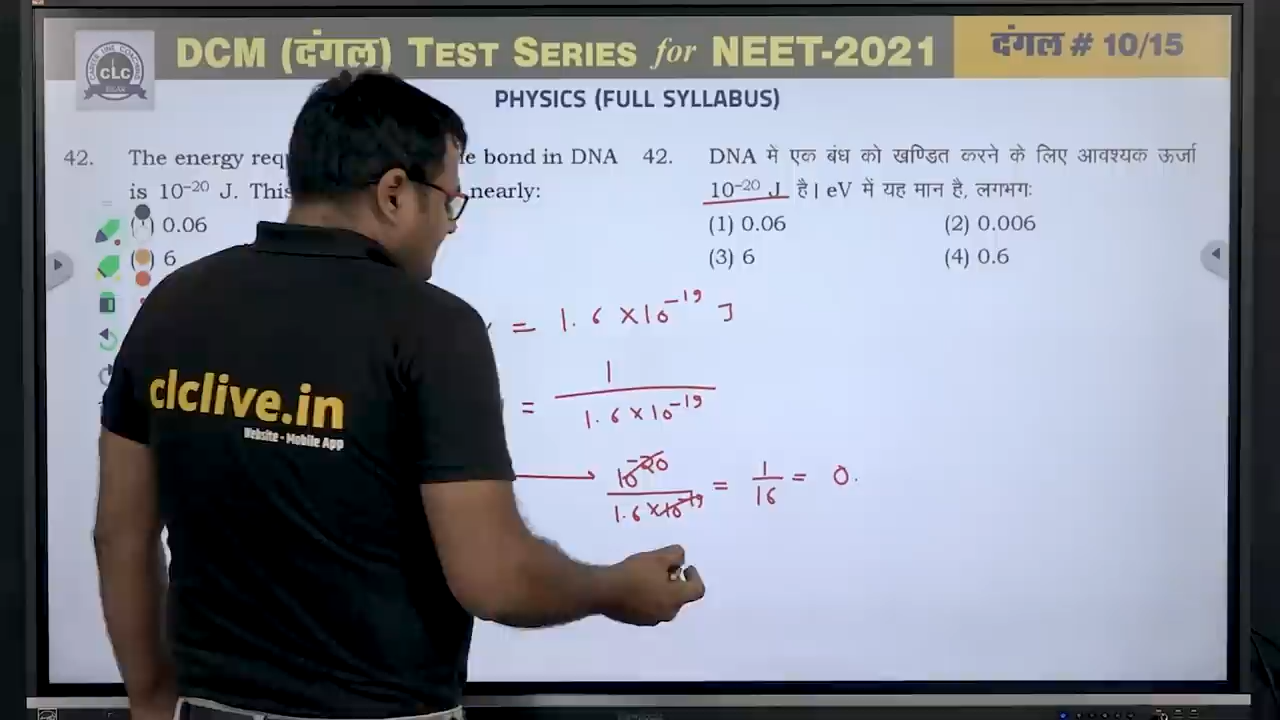 DCM (दंगल) TEST SERIES for NEET-2021
दंगल # 10/15
CLC
PHYSICS (FULL SYLLABUS)
42. The energy req e bond in DNA
is 10⁻²⁰ J. This nearly:
0.06
6
42. DNA में एक बंध को खण्डित करने के लिए आवश्यक ऊर्जा
10⁻²⁰ J है। eV में यह मान है, लगभगः
(1) 0.06 (2) 0.006
(3) 6 (4) 0.6
= 1.6 × 10⁻¹⁹ J
= 1 / 1.6 × 10⁻¹⁹
→ 10⁻²⁰ / 1.6 × 10⁻¹⁹ = 1/16 = 0.
clclive.in
Website - Mobile App